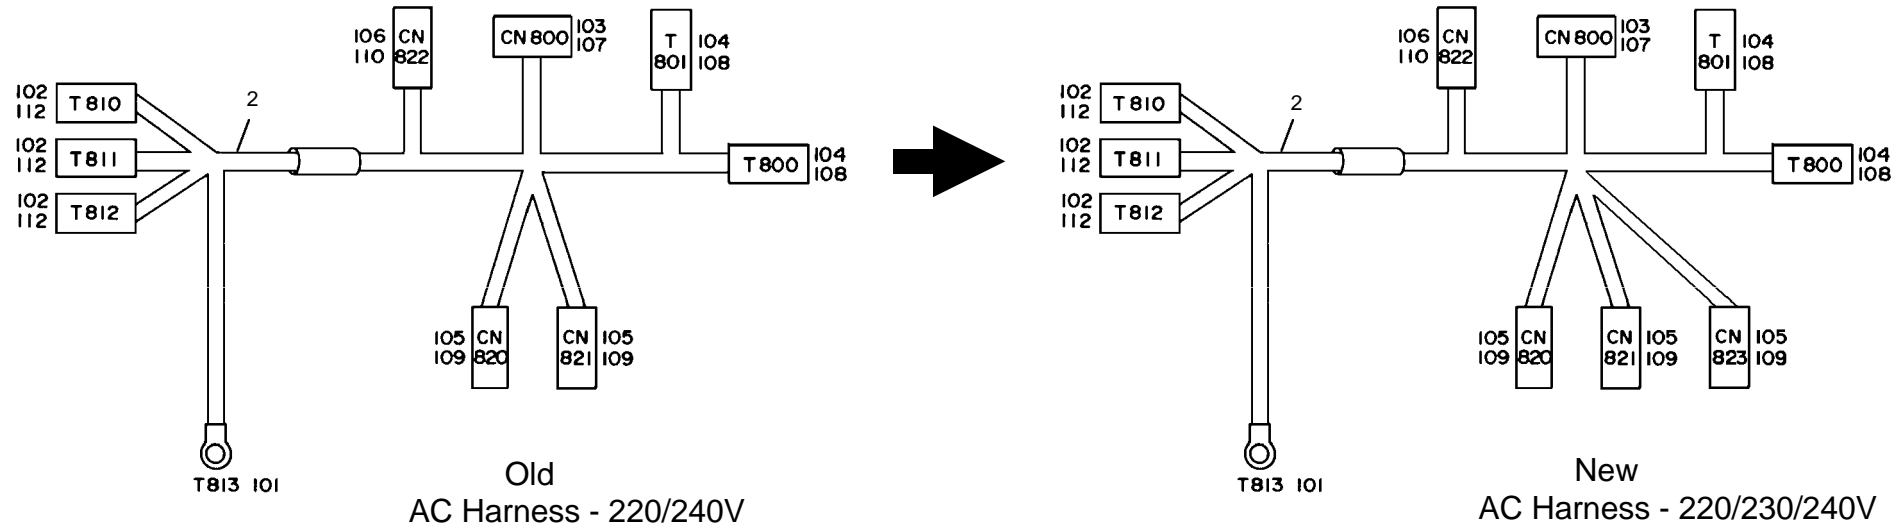 106 CN
110 822
CN800 103
107
T 104
801 108
102
112 T810
2
102
112 T811
102
112 T812
T800 104
108
105 CN
109 820
CN 105
821 109
T813 101
Old
AC Harness - 220/240V
106 CN
110 822
CN800 103
107
T 104
801 108
102
112 T810
2
102
112 T811
102
112 T812
T800 104
108
105 CN
109 820
CN 105
821 109
CN 105
823 109
T813 101
New
AC Harness - 220/230/240V